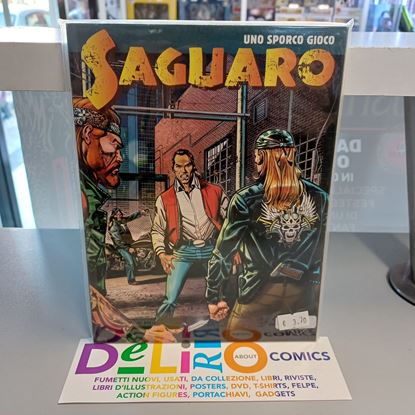 UNO SPORCO GIOCO
SAGUARO
€ 3,70
DeLiRiO ABOUT COMICS
FUMETTI NUOVI, USATI, DA COLLEZIONE, LIBRI, RIVISTE,
LIBRI D'ILLUSTRAZIONI, POSTERS, DVD, T-SHIRTS, FELPE,
ACTION FIGURES, PORTACHIAVI, GADGETS